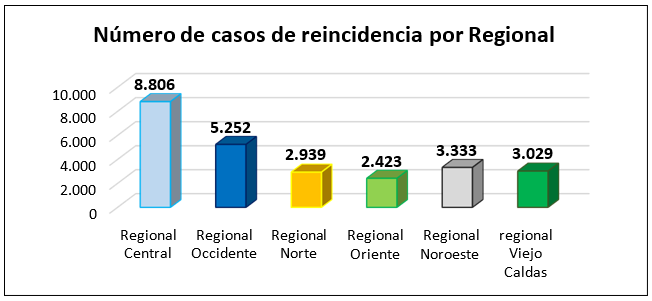 Número de casos de reincidencia por Regional
8.806
5.252
2.939
2.423
3.333
3.029
10.000
8.000
6.000
4.000
2.000
0
Regional Central
Regional Occidente
Regional Norte
Regional Oriente
Regional Noroeste
regional Viejo Caldas